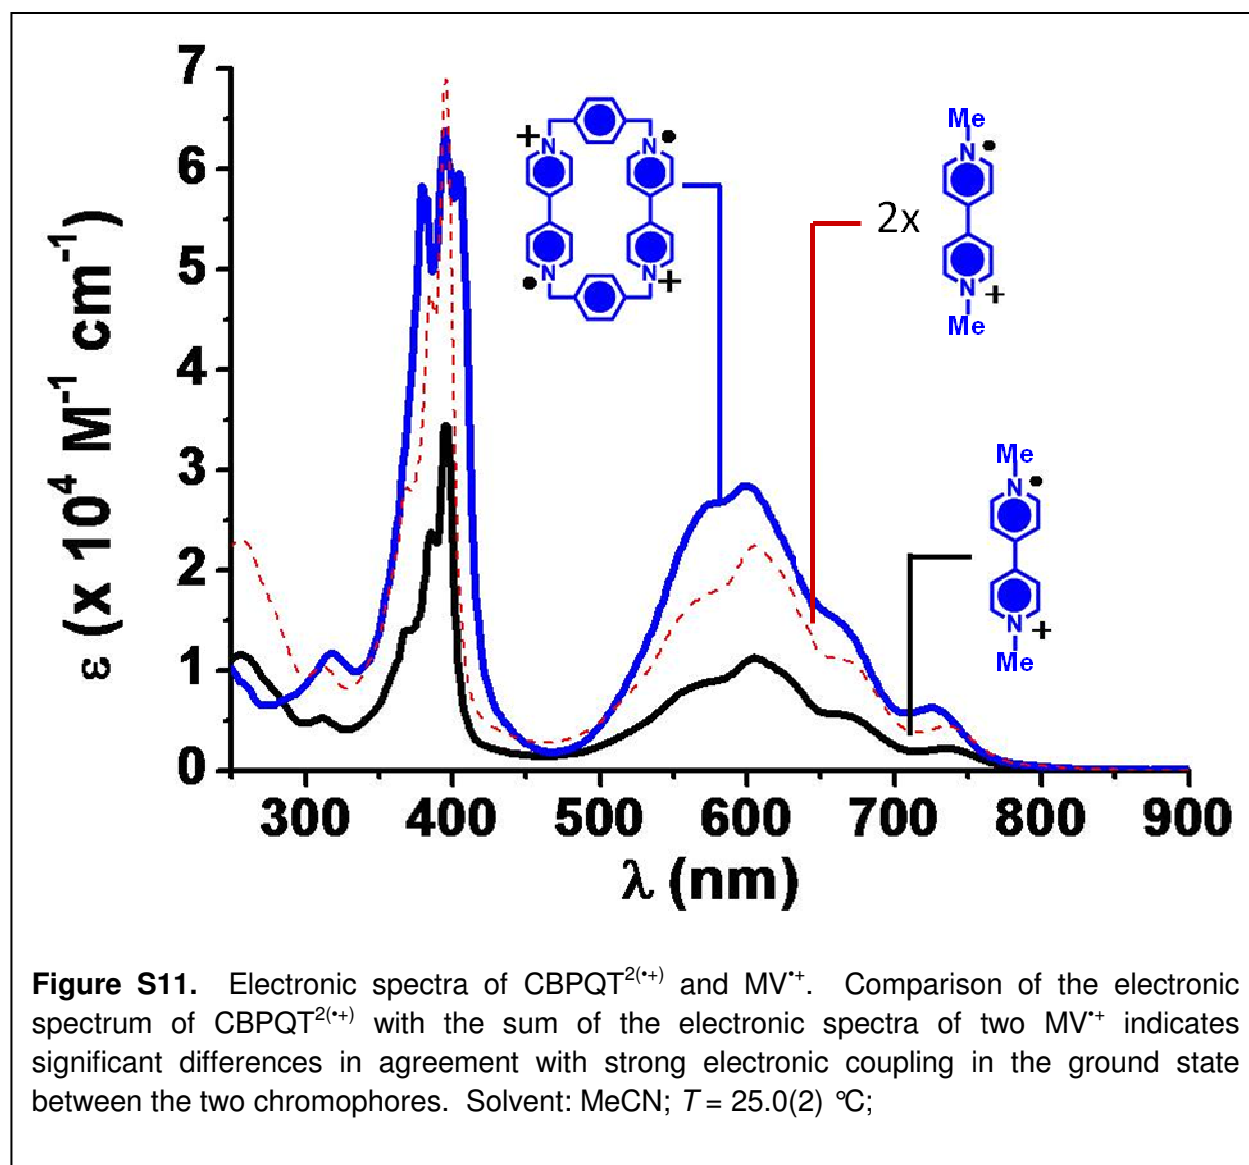 7
6
5
4
3
2
1
0
ε (x 10⁴ M⁻¹ cm⁻¹)
300 400 500 600 700 800 900
λ (nm)
+ N N •
• N N +
2x
Me
N •
N +
Me
Me
N •
N +
Me
Figure S11. Electronic spectra of CBPQT²⁽•⁺⁾ and MV•⁺. Comparison of the electronic
spectrum of CBPQT²⁽•⁺⁾ with the sum of the electronic spectra of two MV•⁺ indicates
significant differences in agreement with strong electronic coupling in the ground state
between the two chromophores. Solvent: MeCN; T = 25.0(2) °C;